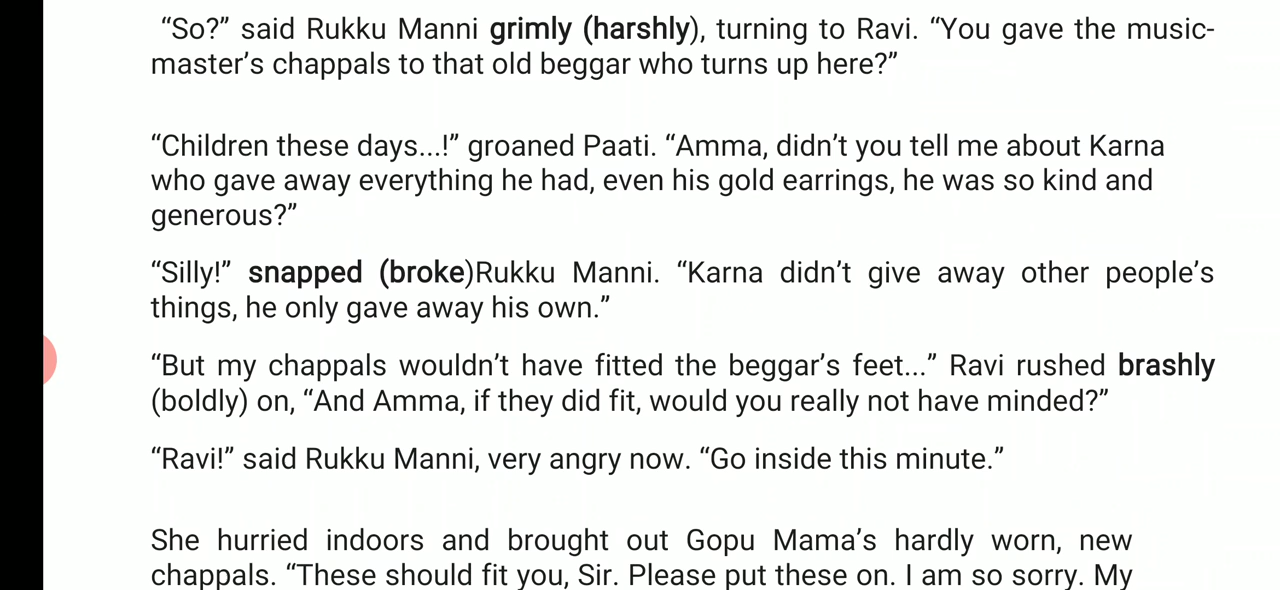 “So?” said Rukku Manni grimly (harshly), turning to Ravi. “You gave the music-
master’s chappals to that old beggar who turns up here?”
“Children these days...!” groaned Paati. “Amma, didn’t you tell me about Karna
who gave away everything he had, even his gold earrings, he was so kind and
generous?”
“Silly!” snapped (broke)Rukku Manni. “Karna didn’t give away other people’s
things, he only gave away his own.”
“But my chappals wouldn’t have fitted the beggar’s feet...” Ravi rushed brashly
(boldly) on, “And Amma, if they did fit, would you really not have minded?”
“Ravi!” said Rukku Manni, very angry now. “Go inside this minute.”
She hurried indoors and brought out Gopu Mama’s hardly worn, new
chappals. “These should fit you, Sir. Please put these on. I am so sorry. My